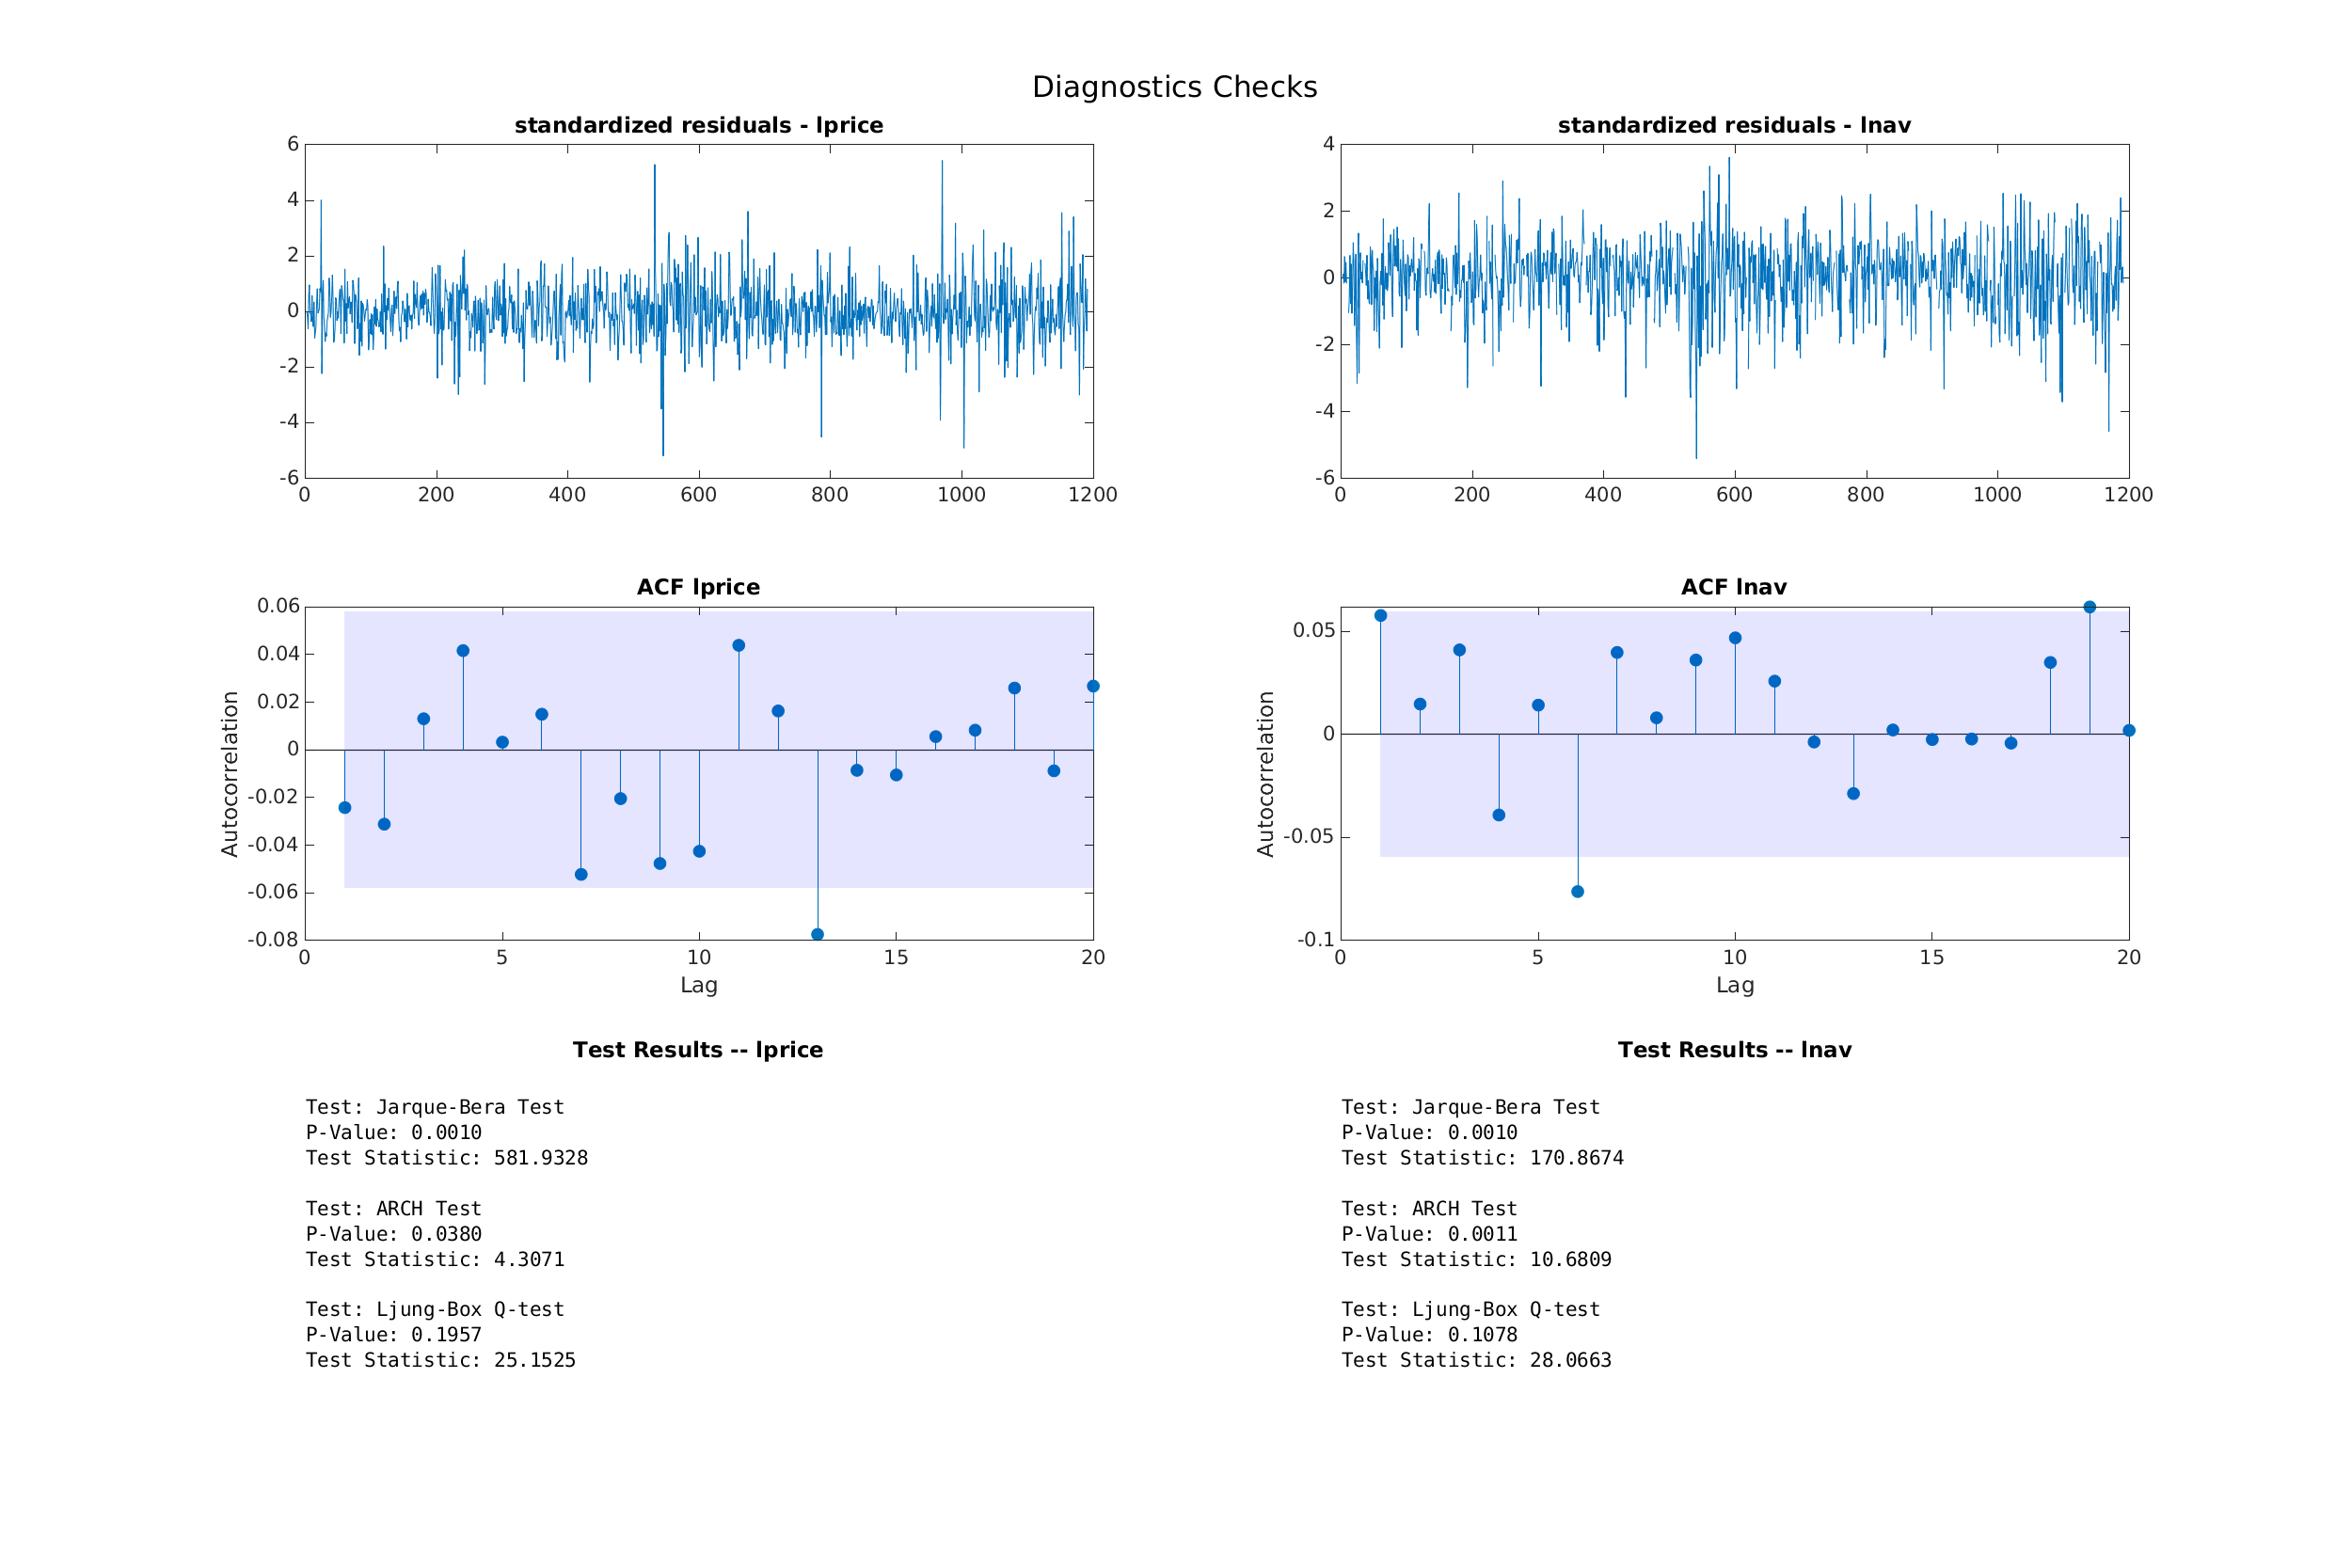 Diagnostics Checks
standardized residuals - lprice
6
4
2
0
-2
-4
-6
0 200 400 600 800 1000 1200
standardized residuals - lnav
4
2
0
-2
-4
-6
0 200 400 600 800 1000 1200
ACF lprice
0.06
0.04
0.02
0
-0.02
-0.04
-0.06
-0.08
Autocorrelation
0 5 10 15 20
Lag
ACF lnav
0.05
0
-0.05
-0.1
Autocorrelation
0 5 10 15 20
Lag
Test Results -- lprice
Test: Jarque-Bera Test
P-Value: 0.0010
Test Statistic: 581.9328
Test: ARCH Test
P-Value: 0.0380
Test Statistic: 4.3071
Test: Ljung-Box Q-test
P-Value: 0.1957
Test Statistic: 25.1525
Test Results -- lnav
Test: Jarque-Bera Test
P-Value: 0.0010
Test Statistic: 170.8674
Test: ARCH Test
P-Value: 0.0011
Test Statistic: 10.6809
Test: Ljung-Box Q-test
P-Value: 0.1078
Test Statistic: 28.0663